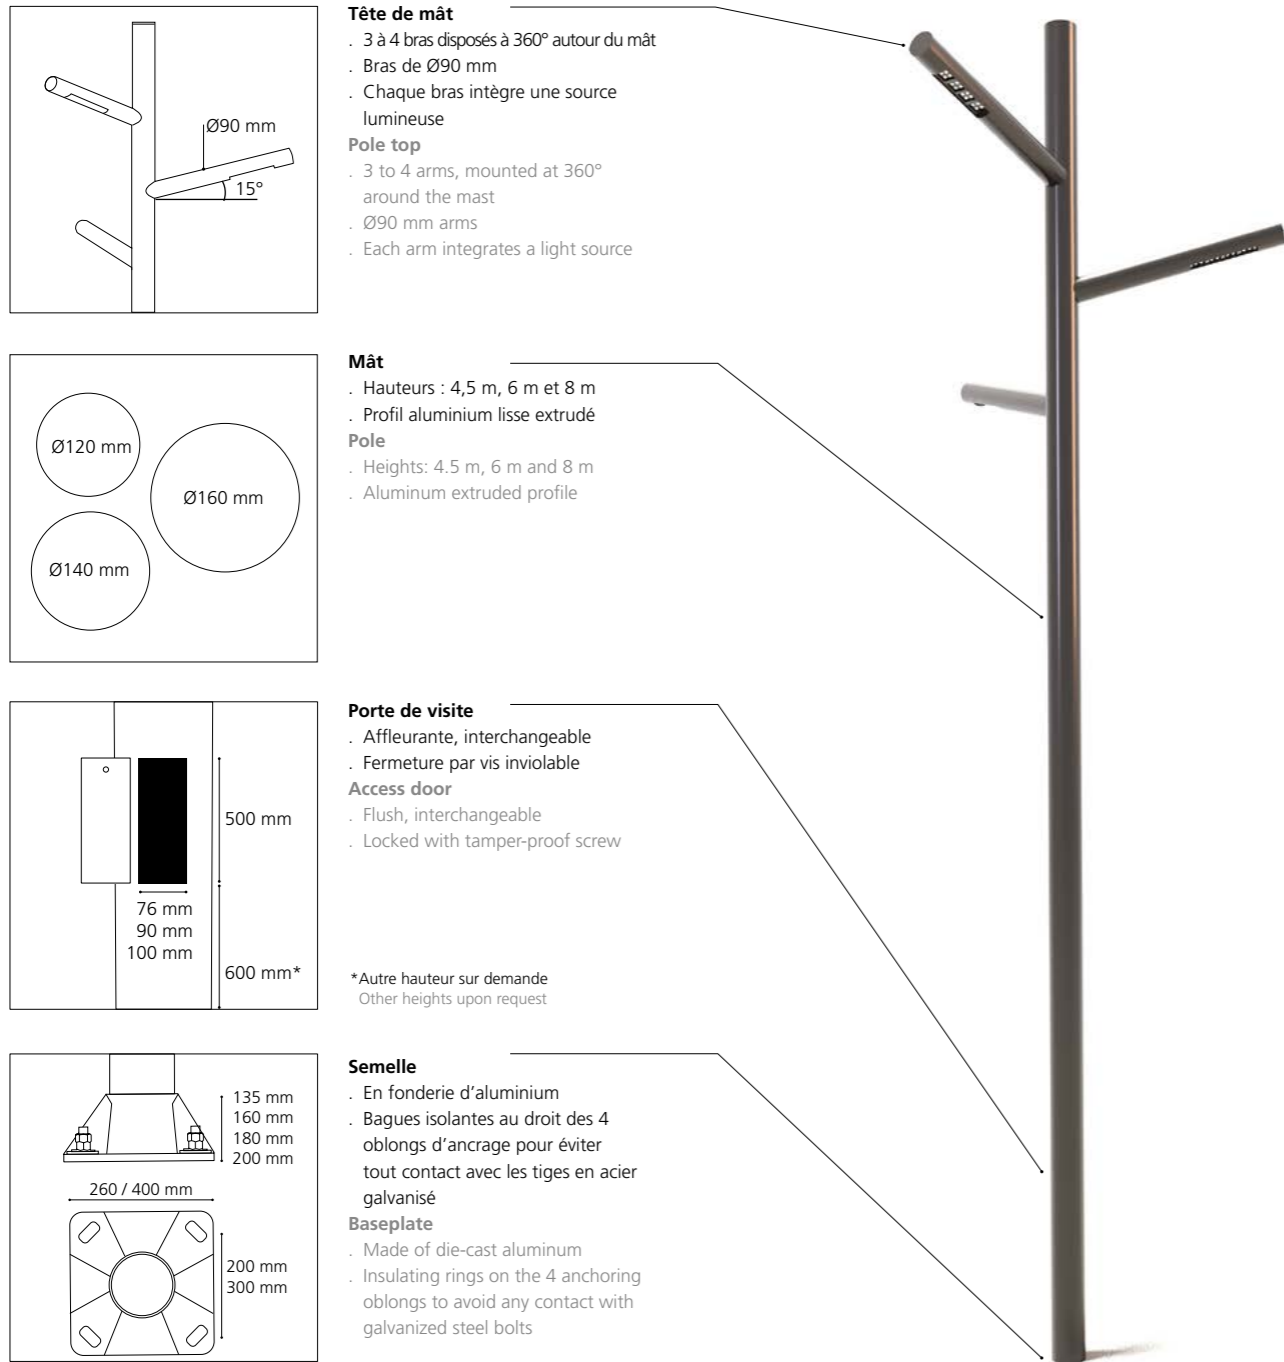 Ø90 mm
15°
Tête de mât
. 3 à 4 bras disposés à 360° autour du mât
. Bras de Ø90 mm
. Chaque bras intègre une source
lumineuse
Pole top
. 3 to 4 arms, mounted at 360°
around the mast
. Ø90 mm arms
. Each arm integrates a light source
Ø120 mm
Ø160 mm
Ø140 mm
Mât
. Hauteurs : 4,5 m, 6 m et 8 m
. Profil aluminium lisse extrudé
Pole
. Heights: 4.5 m, 6 m and 8 m
. Aluminum extruded profile
500 mm
76 mm
90 mm
100 mm
600 mm*
Porte de visite
. Affleurante, interchangeable
. Fermeture par vis inviolable
Access door
. Flush, interchangeable
. Locked with tamper-proof screw
*Autre hauteur sur demande
Other heights upon request
135 mm
160 mm
180 mm
200 mm
260 / 400 mm
200 mm
300 mm
Semelle
. En fonderie d'aluminium
. Bagues isolantes au droit des 4
oblongs d'ancrage pour éviter
tout contact avec les tiges en acier
galvanisé
Baseplate
. Made of die-cast aluminum
. Insulating rings on the 4 anchoring
oblongs to avoid any contact with
galvanized steel bolts